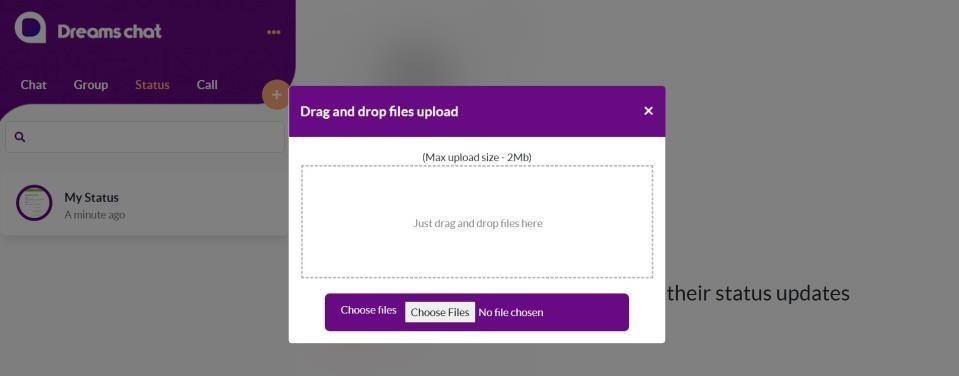 Dreams chat
Chat Group Status Call
+
Drag and drop files upload ×
(Max upload size - 2Mb)
Just drag and drop files here
My Status
A minute ago
their status updates
Choose files Choose Files No file chosen